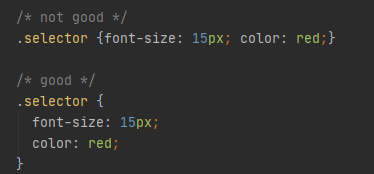 /* not good */
.selector {font-size: 15px; color: red;}
/* good */
.selector {
font-size: 15px;
color: red;
}